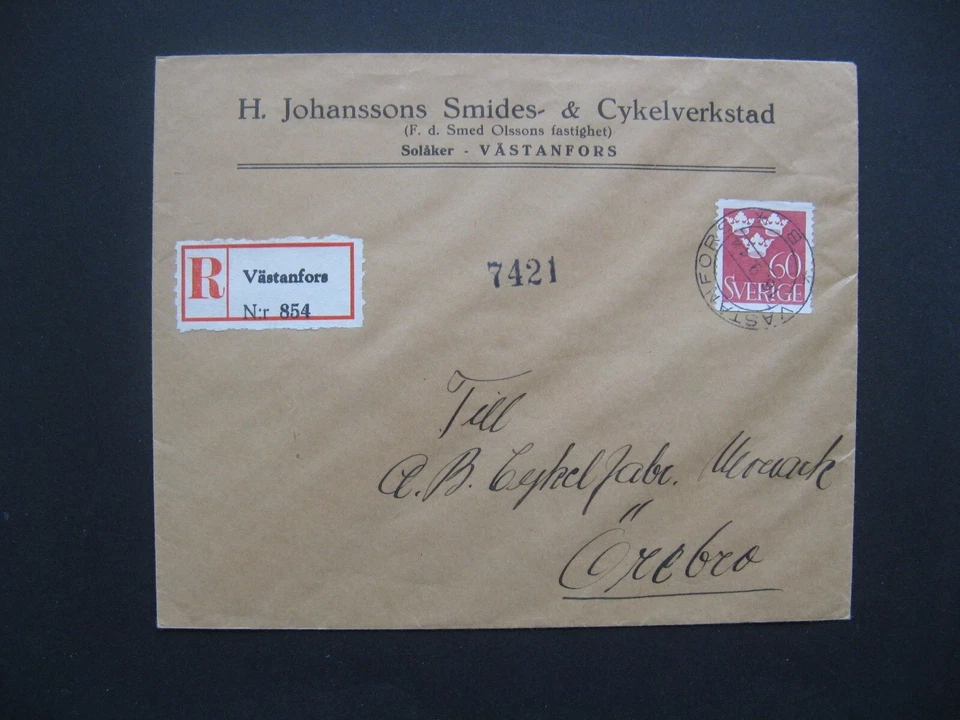 H. Johanssons Smides- & Cykelverkstad
(F. d. Smed Olssons fastighet)
Solåker - VÄSTANFORS
R
Västanfors
N:r 854
7421
60
SVERIGE
VÄSTANFORS
Till
A. B. Cykelfabr. Monark
Örebro